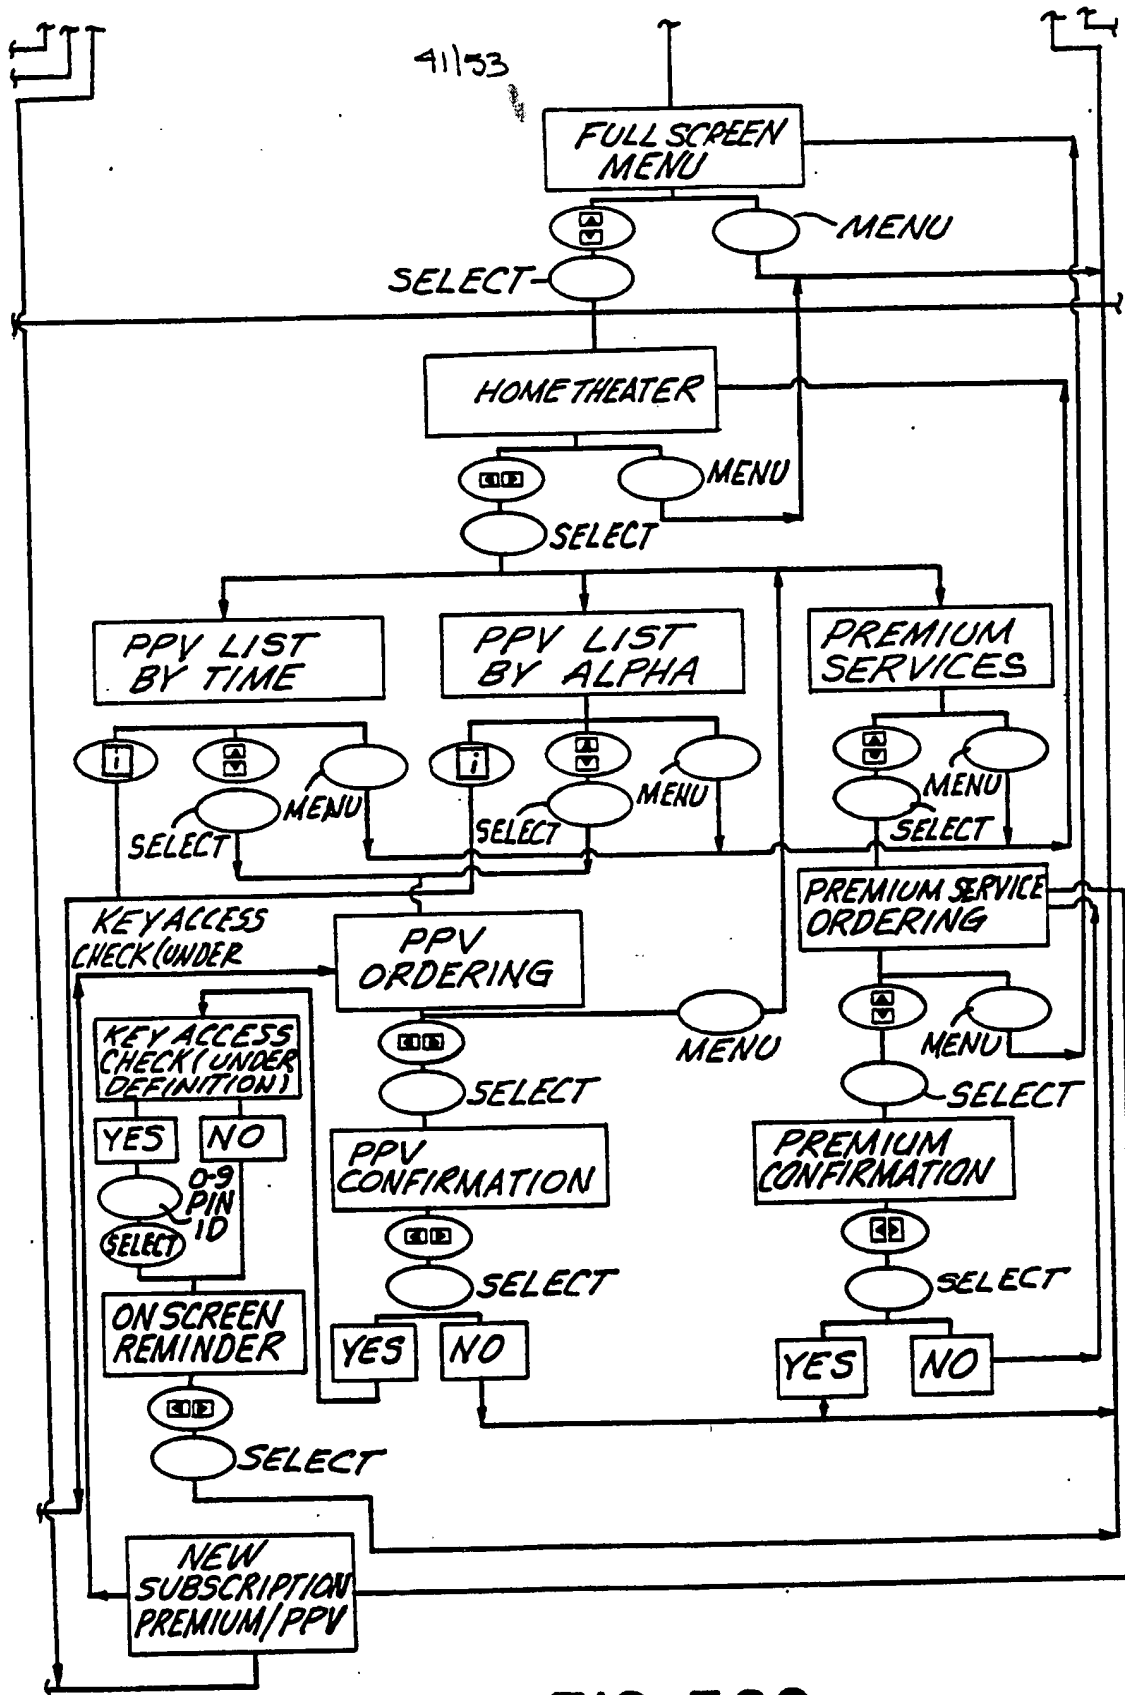 41/53
FULL SCREEN
MENU
MENU
SELECT
HOME THEATER
MENU
SELECT
PPV LIST
BY TIME
PPV LIST
BY ALPHA
PREMIUM
SERVICES
i
i
MENU
SELECT
MENU
SELECT
MENU
SELECT
KEY ACCESS
CHECK (UNDER
PPV
ORDERING
PREMIUM SERVICE
ORDERING
MENU
MENU
KEY ACCESS
CHECK (UNDER
DEFINITION)
SELECT
SELECT
YES
NO
PPV
CONFIRMATION
PREMIUM
CONFIRMATION
0-9
PIN
ID
SELECT
SELECT
SELECT
ON SCREEN
REMINDER
YES
NO
YES
NO
SELECT
NEW
SUBSCRIPTION
PREMIUM/PPV